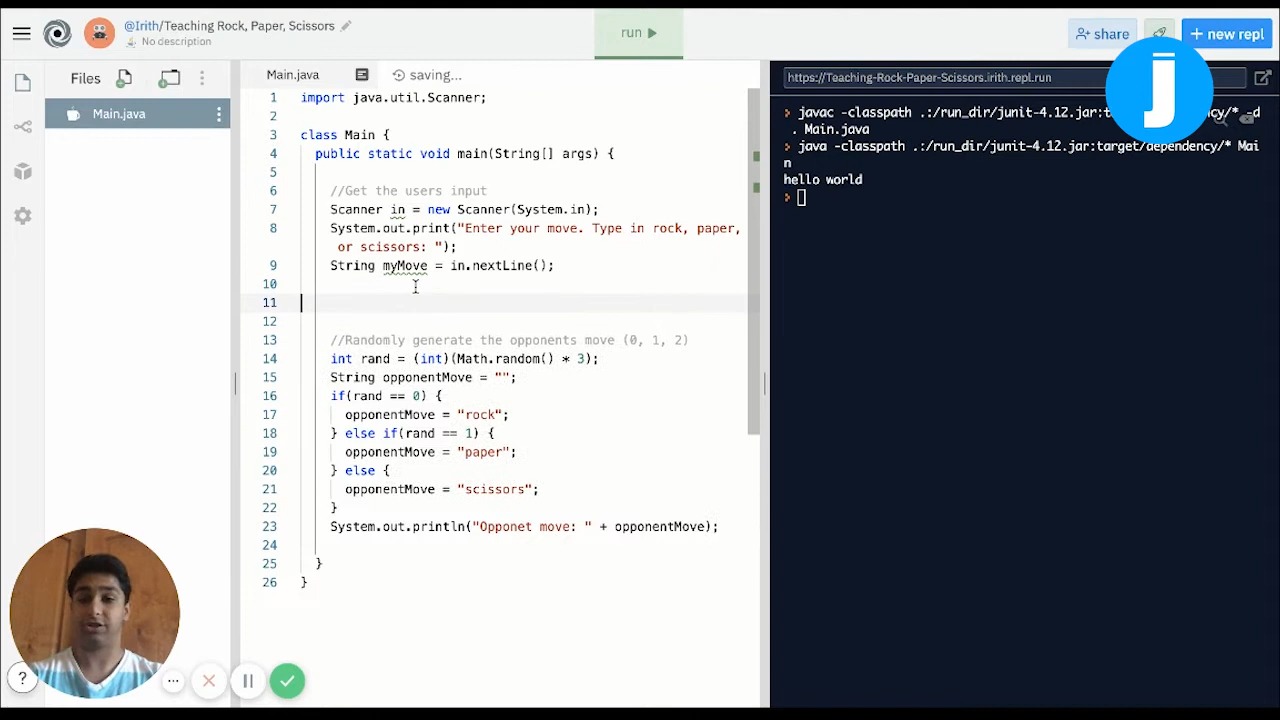 @Irith/Teaching Rock, Paper, Scissors
No description
run
share
+ new repl
Files
Main.java
Main.java
saving...
https://Teaching-Rock-Paper-Scissors.irith.repl.run
j
1 import java.util.Scanner;
2
3 class Main {
4 public static void main(String[] args) {
5
6 //Get the users input
7 Scanner in = new Scanner(System.in);
8 System.out.print("Enter your move. Type in rock, paper,
or scissors: ");
9 String myMove = in.nextLine();
10
11
12
13 //Randomly generate the opponents move (0, 1, 2)
14 int rand = (int)(Math.random() * 3);
15 String opponentMove = "";
16 if(rand == 0) {
17 opponentMove = "rock";
18 } else if(rand == 1) {
19 opponentMove = "paper";
20 } else {
21 opponentMove = "scissors";
22 }
23 System.out.println("Opponet move: " + opponentMove);
24
25 }
26 }
javac -classpath .:/run_dir/junit-4.12.jar:target/dependency/* -d
. Main.java
java -classpath .:/run_dir/junit-4.12.jar:target/dependency/* Mai
n
hello world
?